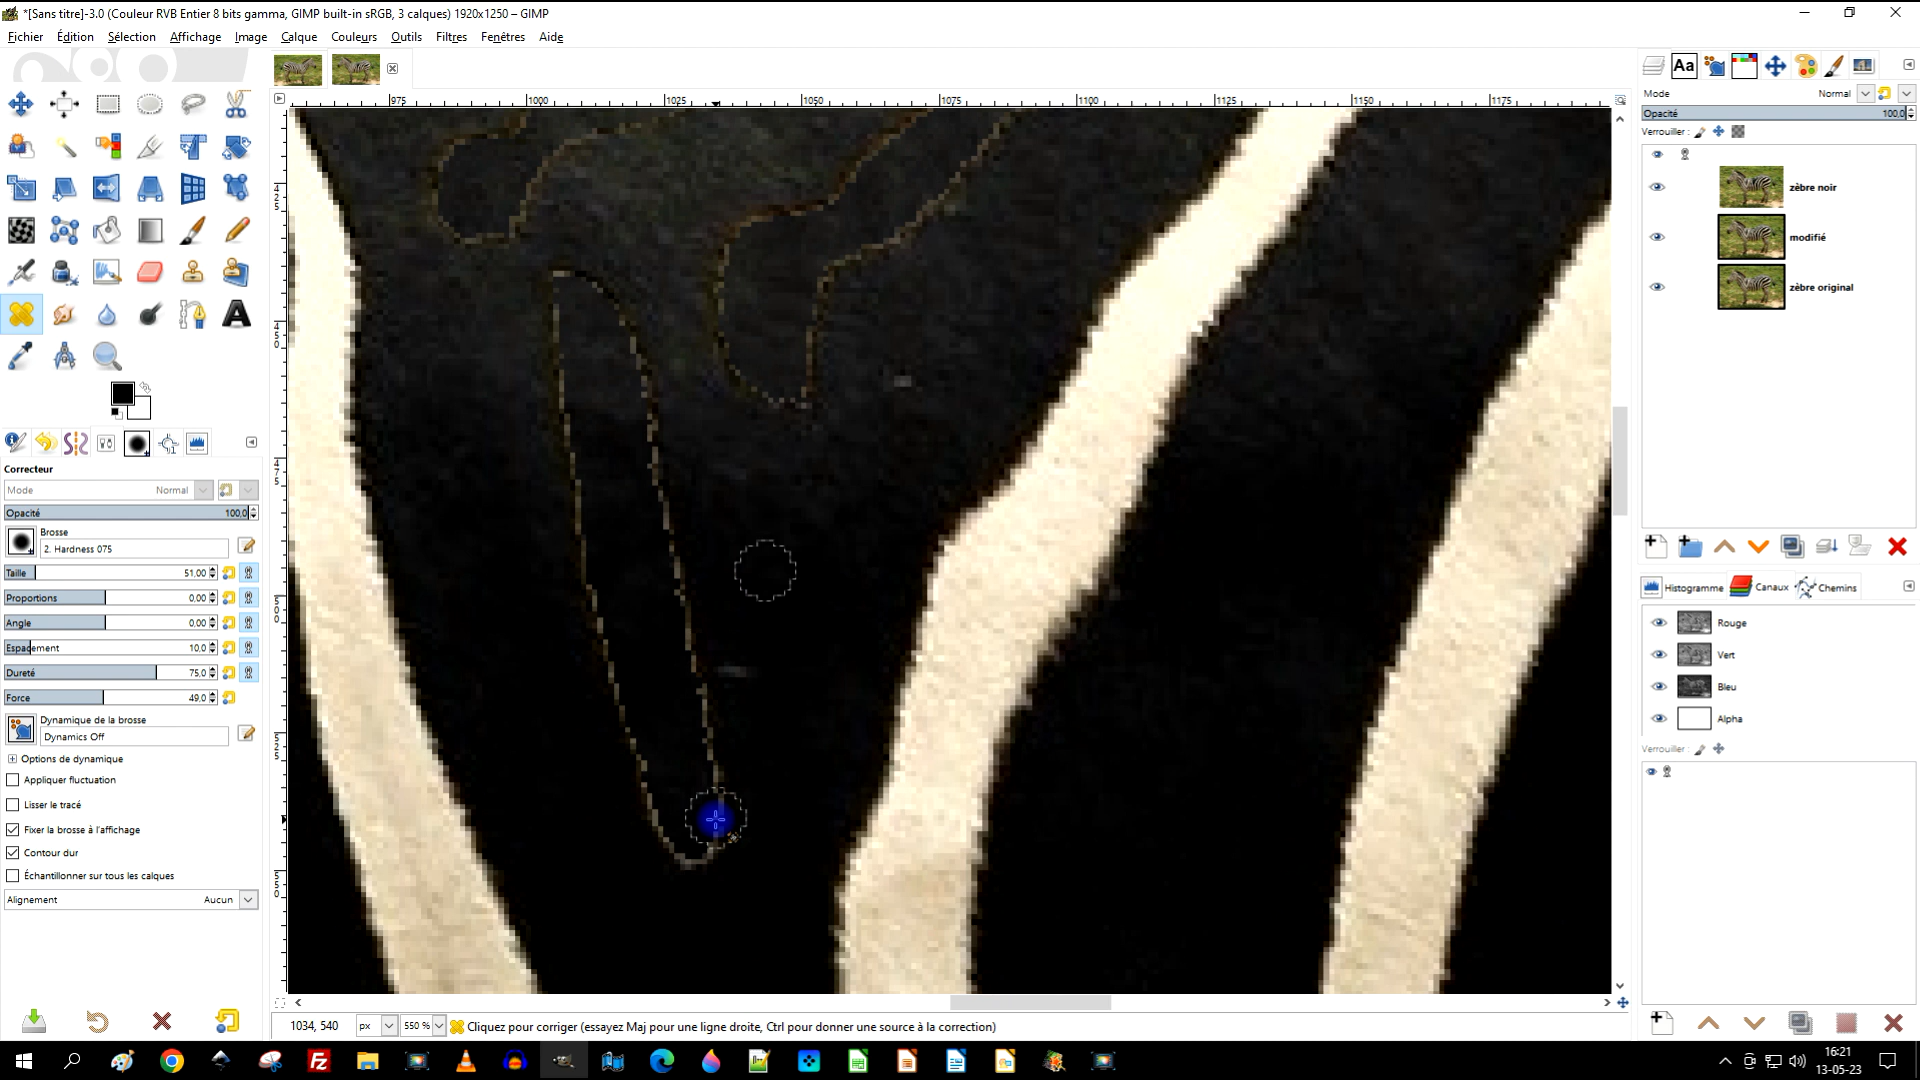 *[Sans titre]-3.0 (Couleur RVB Entier 8 bits gamma, GIMP built-in sRGB, 3 calques) 1920x1250 – GIMP
Fichier Édition Sélection Affichage Image Calque Couleurs Outils Filtres Fenêtres Aide
975 1000 1025 1050 1075 1100 1125 1150 1175
425
450
475
500
525
550
Correcteur
Mode Normal
Opacité 100,0
Brosse
2. Hardness 075
Taille 51,00
Proportions 0,00
Angle 0,00
Espacement 10,0
Dureté 75,0
Force 49,0
Dynamique de la brosse
Dynamics Off
Options de dynamique
Appliquer fluctuation
Lisser le tracé
Fixer la brosse à l'affichage
Contour dur
Échantillonner sur tous les calques
Alignement Aucun
1034, 540 px 550 % Cliquez pour corriger (essayez Maj pour une ligne droite, Ctrl pour donner une source à la correction)
Aa
Mode Normal
Opacité 100,0
Verrouiller :
zèbre noir
modifié
zèbre original
Histogramme Canaux Chemins
Rouge
Vert
Bleu
Alpha
Verrouiller :
16:21
13-05-23